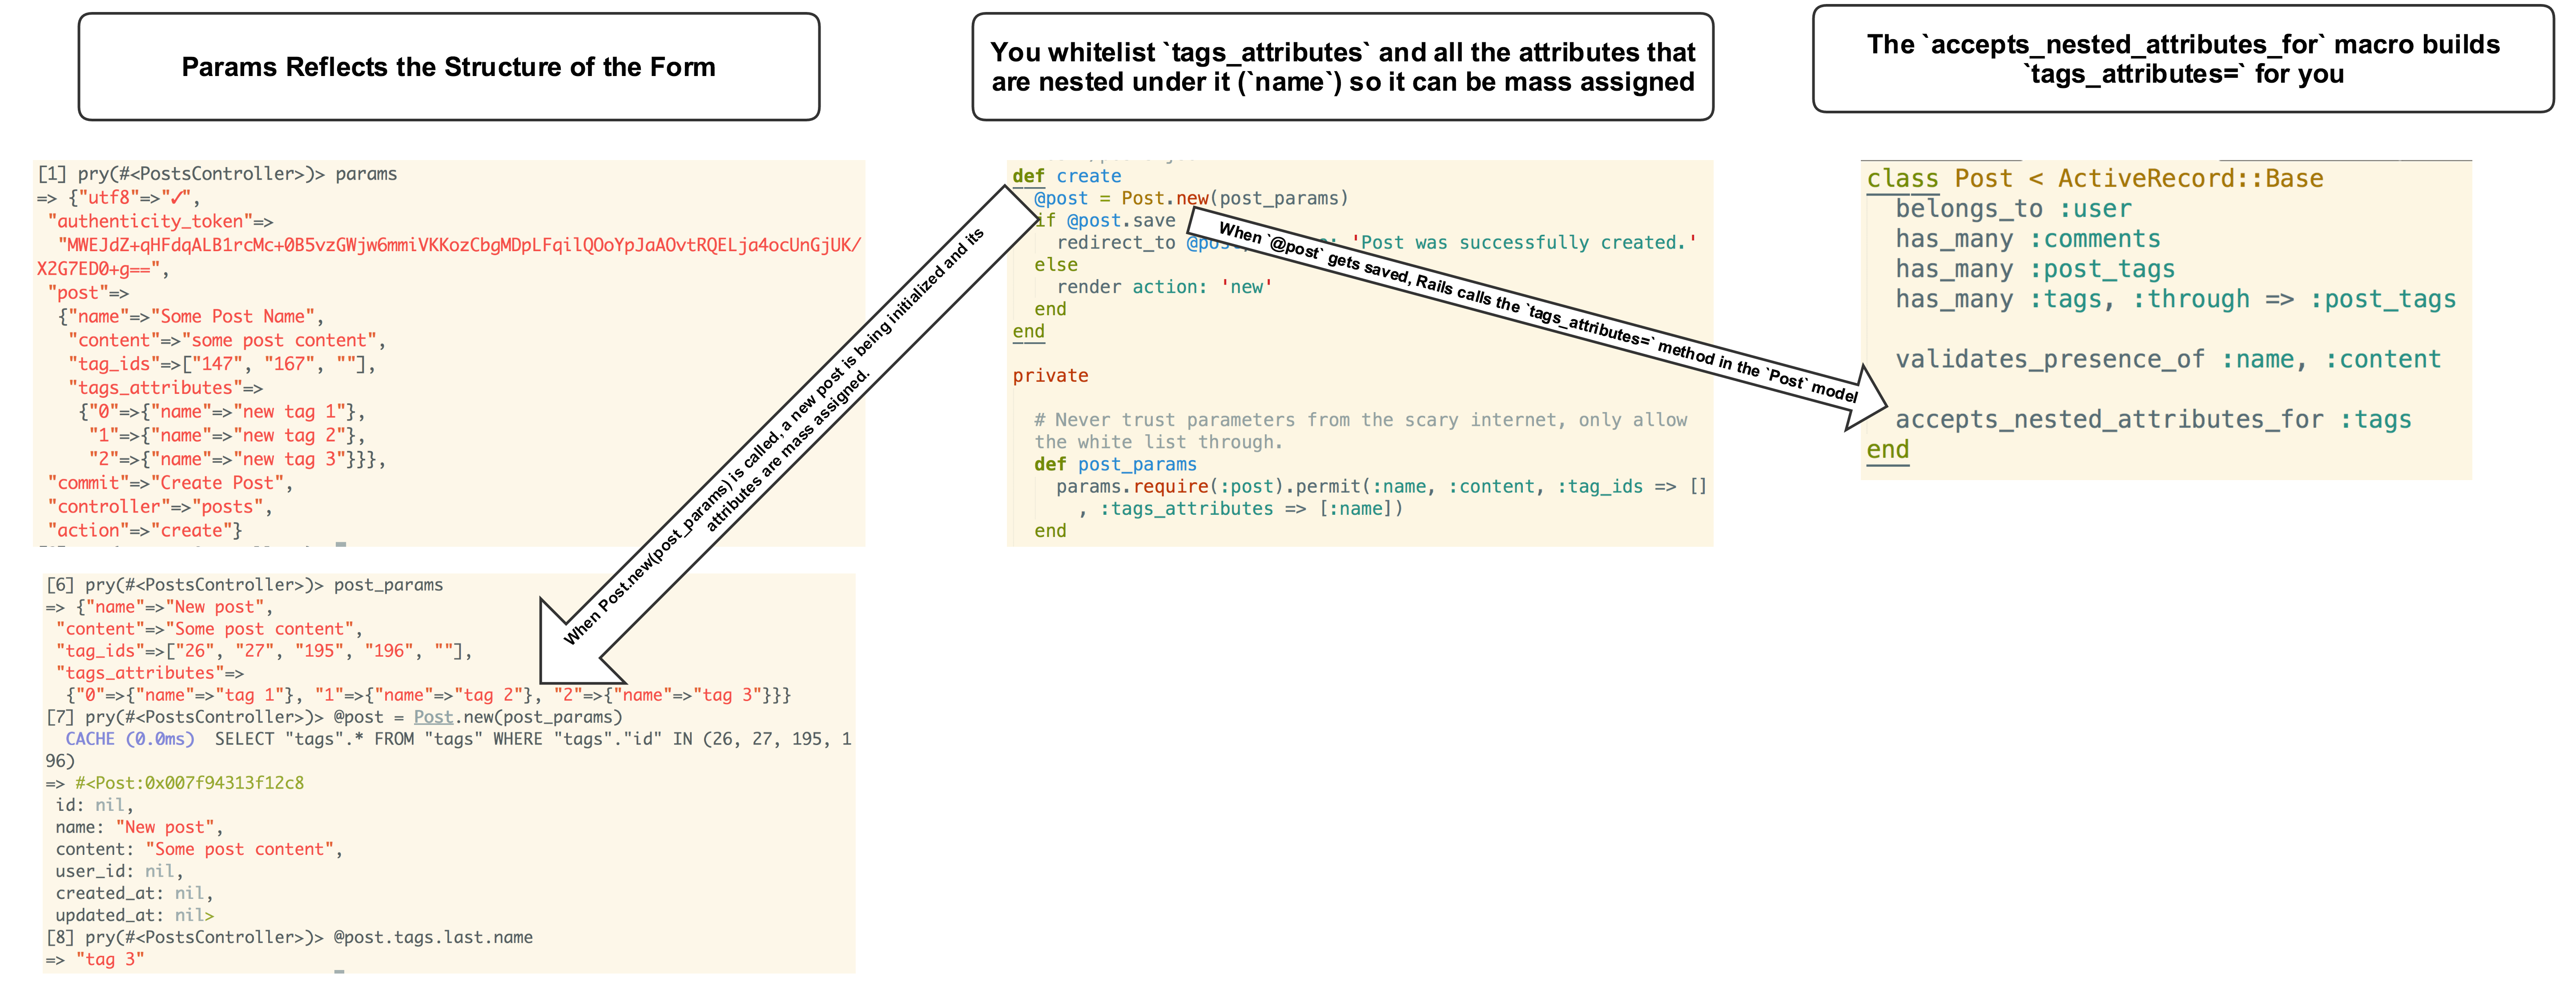 Params Reflects the Structure of the Form
You whitelist `tags_attributes` and all the attributes that
are nested under it (`name`) so it can be mass assigned
The `accepts_nested_attributes_for` macro builds
`tags_attributes=` for you
[1] pry(#<PostsController>)> params
=> {"utf8"=>"✓",
"authenticity_token"=>
"MWEJdZ+qHFdqALB1rcMc+0B5vzGWjw6mmiVKKozCbgMDpLFqilQOoYpJaAOvtRQELja4ocUnGjUK/
X2G7ED0+g==",
"post"=>
{"name"=>"Some Post Name",
"content"=>"some post content",
"tag_ids"=>["147", "167", ""],
"tags_attributes"=>
{"0"=>{"name"=>"new tag 1"},
"1"=>{"name"=>"new tag 2"},
"2"=>{"name"=>"new tag 3"}}},
"commit"=>"Create Post",
"controller"=>"posts",
"action"=>"create"}
[6] pry(#<PostsController>)> post_params
=> {"name"=>"New post",
"content"=>"Some post content",
"tag_ids"=>["26", "27", "195", "196", ""],
"tags_attributes"=>
{"0"=>{"name"=>"tag 1"}, "1"=>{"name"=>"tag 2"}, "2"=>{"name"=>"tag 3"}}}
[7] pry(#<PostsController>)> @post = Post.new(post_params)
CACHE (0.0ms)  SELECT "tags".* FROM "tags" WHERE "tags"."id" IN (26, 27, 195, 1
96)
=> #<Post:0x007f94313f12c8
id: nil,
name: "New post",
content: "Some post content",
user_id: nil,
created_at: nil,
updated_at: nil>
[8] pry(#<PostsController>)> @post.tags.last.name
=> "tag 3"
When Post.new(post_params) is called, a new post is being initialized and its
attributes are mass assigned.
def create
@post = Post.new(post_params)
if @post.save
redirect_to 'Post was successfully created.'
else
render action: 'new'
end
end
private
# Never trust parameters from the scary internet, only allow
the white list through.
def post_params
params.require(:post).permit(:name, :content, :tag_ids => []
, :tags_attributes => [:name])
end
When `@post` gets saved, Rails calls the `tags_attributes=` method in the `Post` model
class Post < ActiveRecord::Base
belongs_to :user
has_many :comments
has_many :post_tags
has_many :tags, :through => :post_tags
validates_presence_of :name, :content
accepts_nested_attributes_for :tags
end